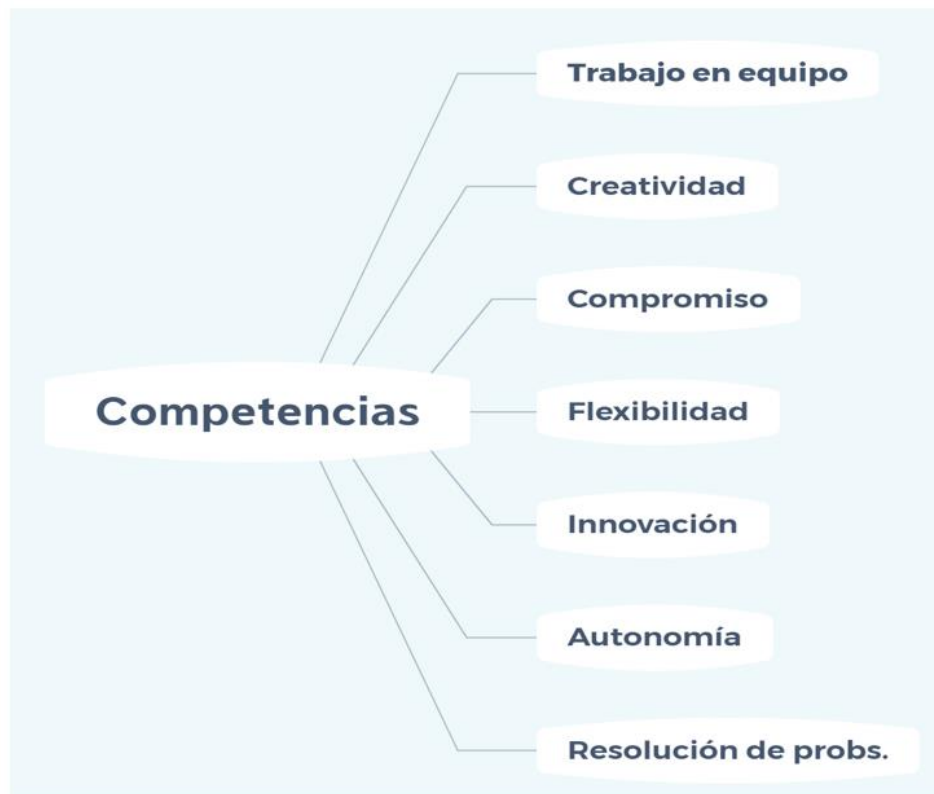 Competencias
Trabajo en equipo
Creatividad
Compromiso
Flexibilidad
Innovación
Autonomía
Resolución de probs.